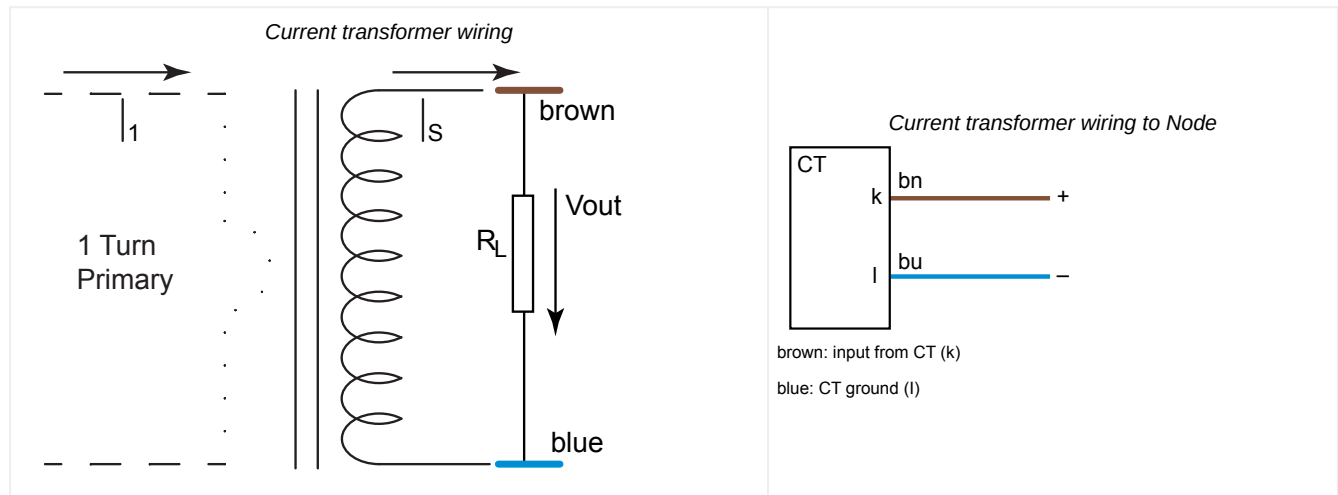 Current transformer wiring
I1
IS
brown
1 Turn
Primary
RL
Vout
blue
Current transformer wiring to Node
CT
k
bn
+
l
bu
–
brown: input from CT (k)
blue: CT ground (l)